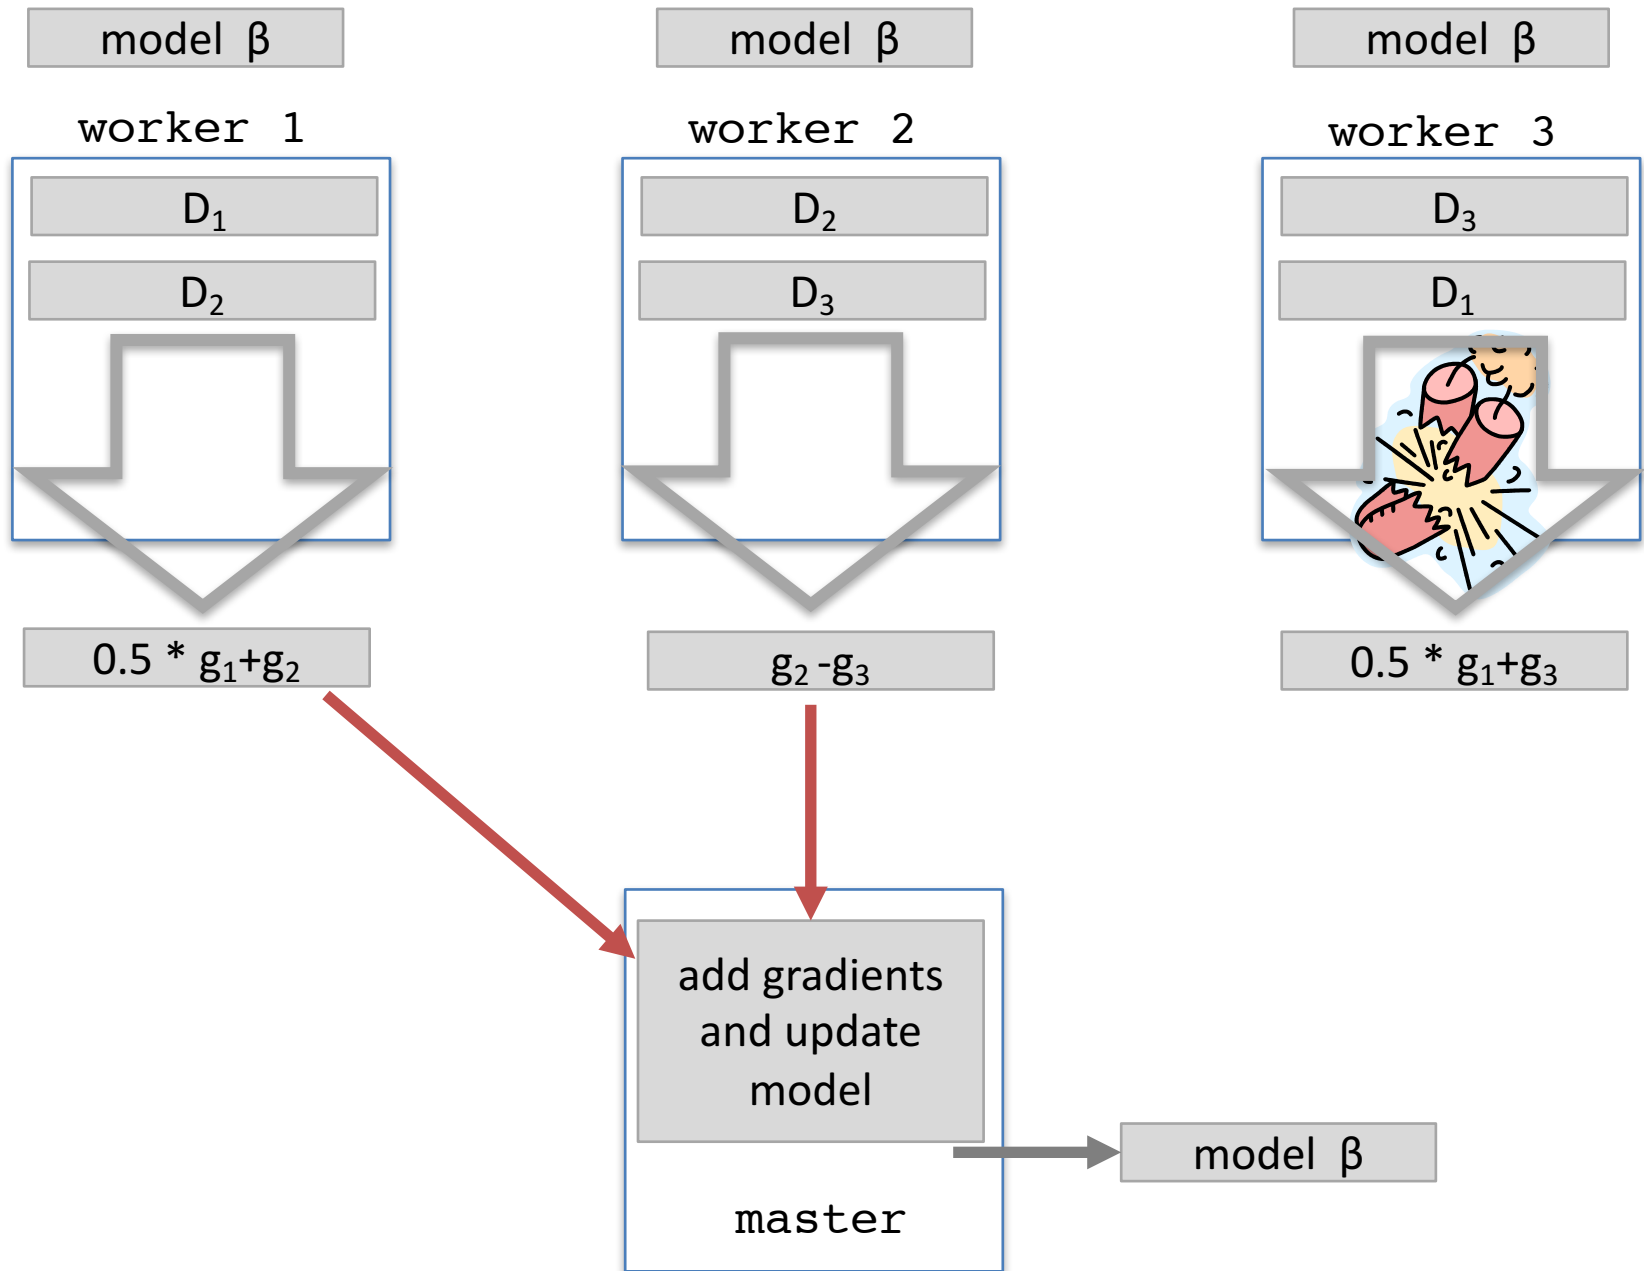 model β
model β
model β
worker 1
worker 2
worker 3
D₁
D₂
D₃
D₂
D₃
D₁
0.5 * g₁+g₂
g₂ -g₃
0.5 * g₁+g₃
add gradients
and update
model
model β
master